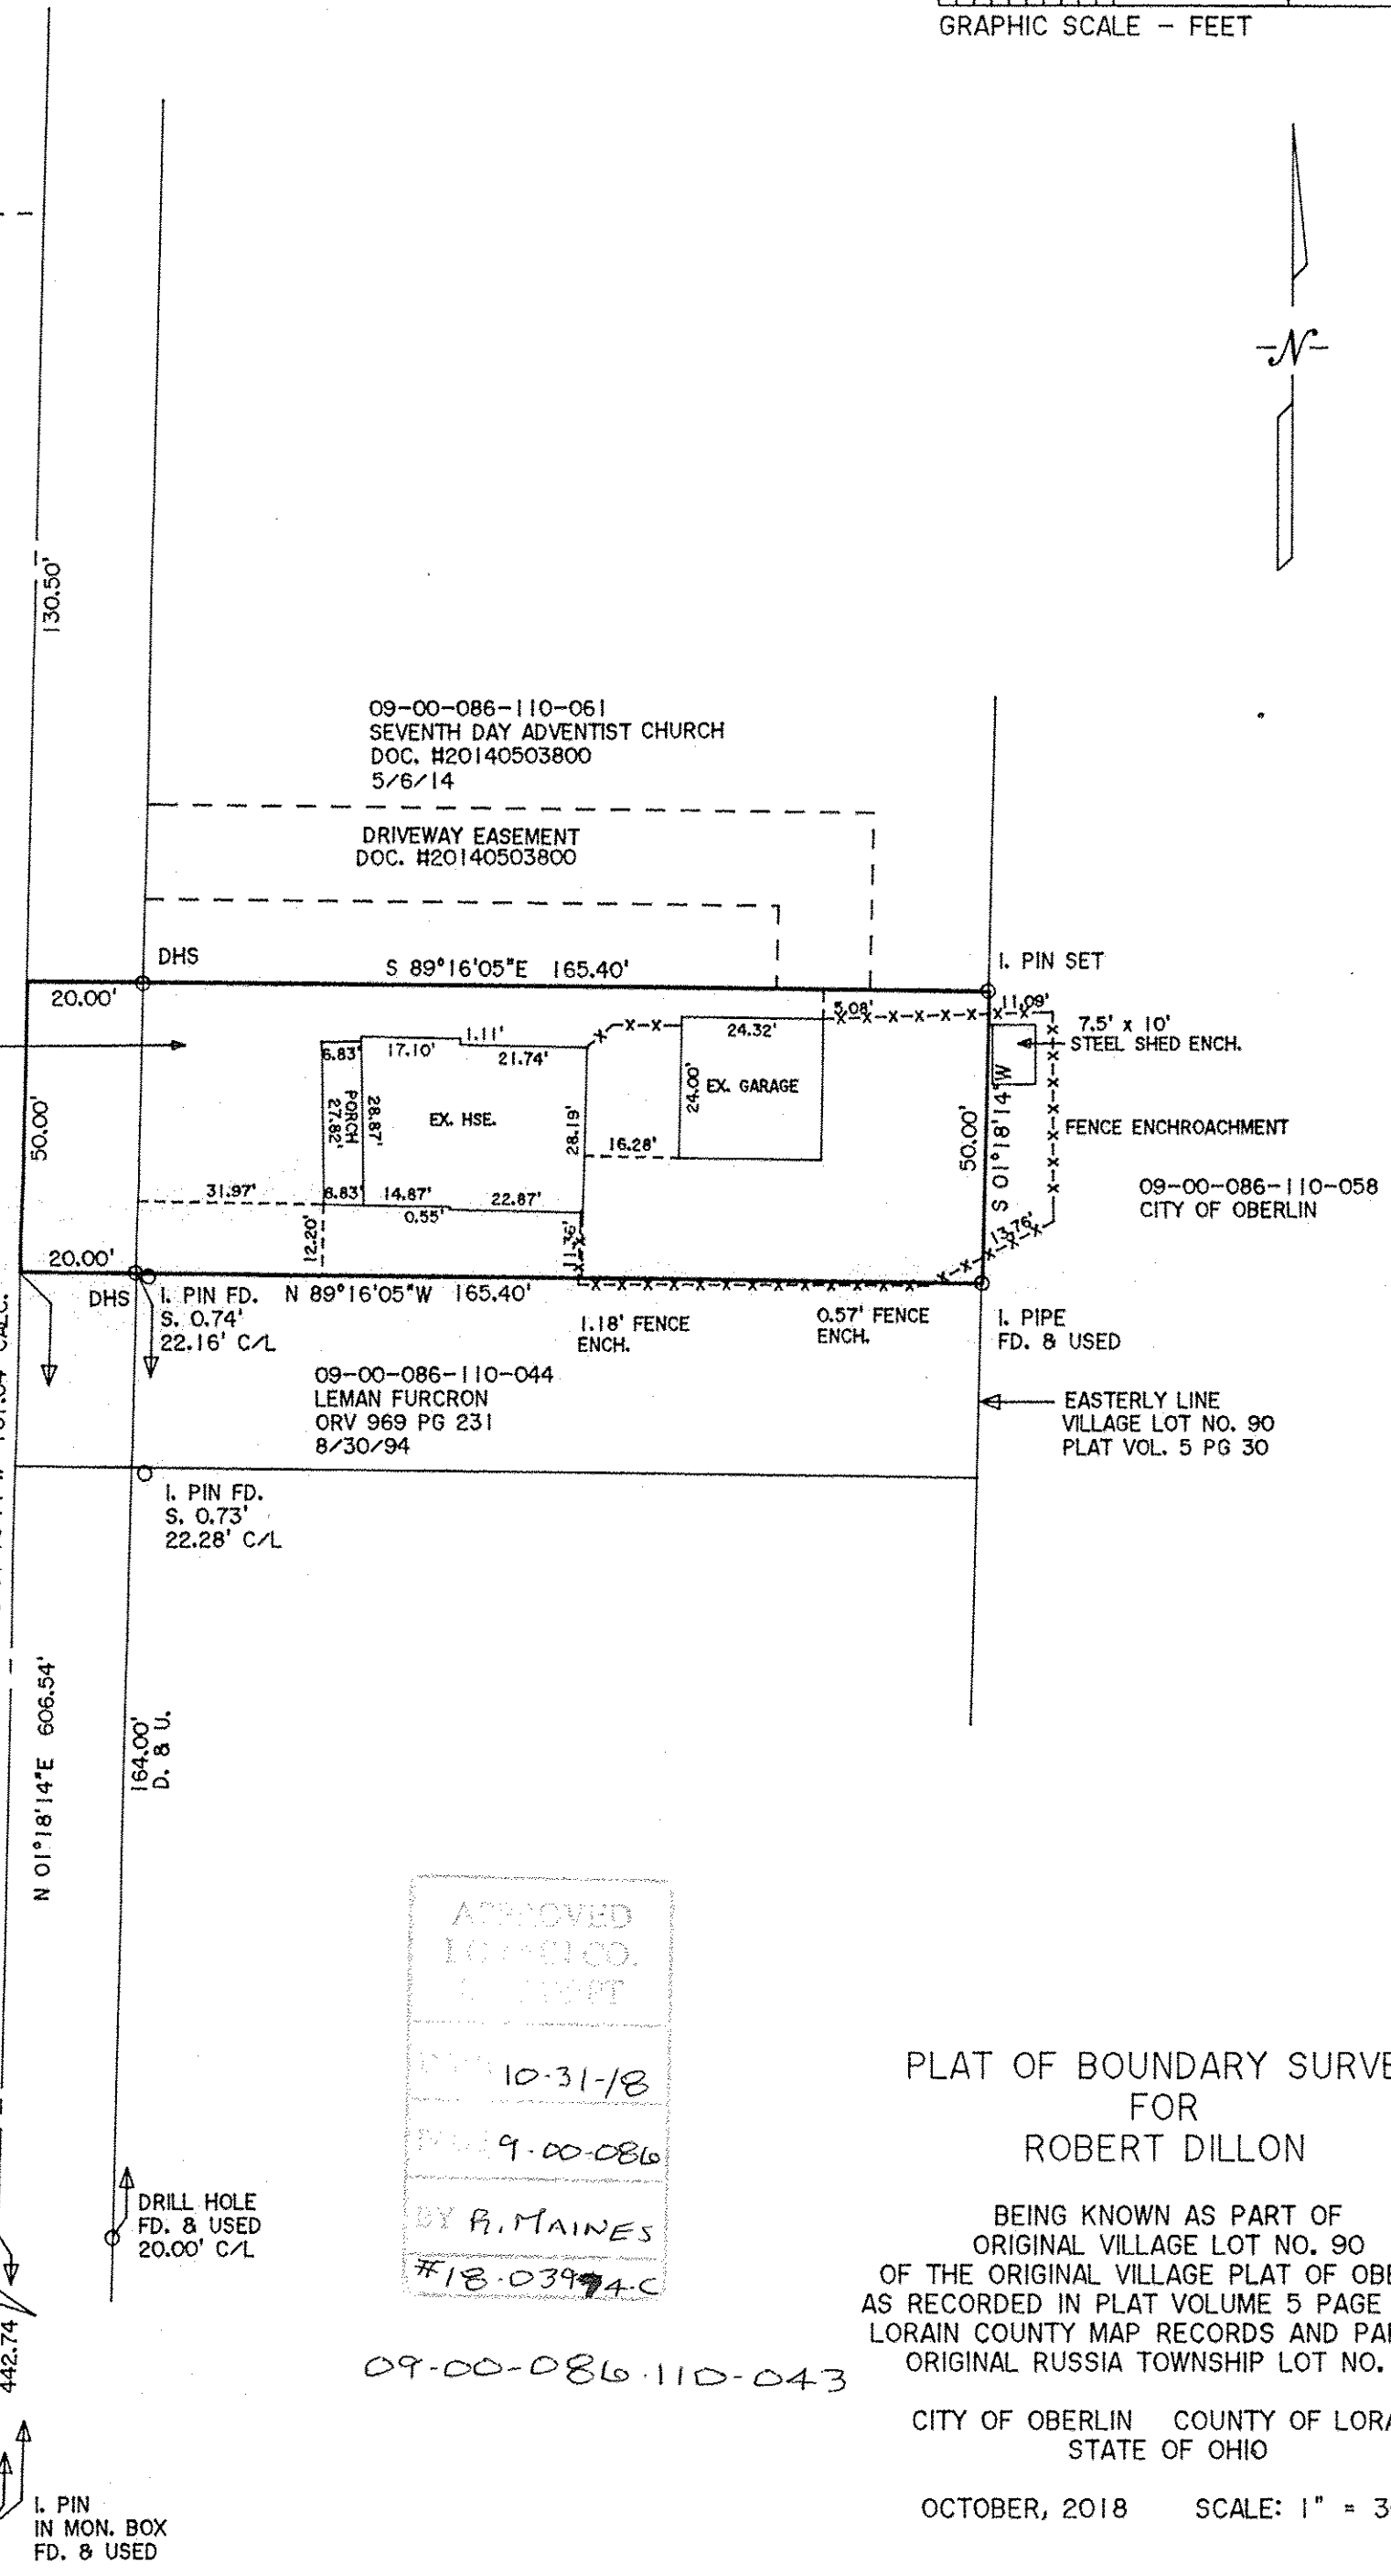 GRAPHIC SCALE - FEET
130.50'
09-00-086-110-061
SEVENTH DAY ADVENTIST CHURCH
DOC. #20140503800
5/6/14
DRIVEWAY EASEMENT
DOC. #20140503800
DHS
S 89°16'05"E 165.40'
I. PIN SET
20.00'
5.08'
11.09'
7.5' x 10'
STEEL SHED ENCH.
24.32'
1.11'
6.83'
17.10'
21.74'
24.00'
EX. GARAGE
PORCH
27.82'
28.87'
EX. HSE.
28.19'
16.28'
50.00'
50.00'
S 01°18'14"W
FENCE ENCHROACHMENT
09-00-086-110-058
CITY OF OBERLIN
31.97'
6.83'
14.87'
22.87'
0.55'
12.20'
11.36'
13.76'
20.00'
DHS
I. PIN FD.
S. 0.74'
22.16' C/L
N 89°16'05"W 165.40'
1.18' FENCE
ENCH.
0.57' FENCE
ENCH.
I. PIPE
FD. & USED
09-00-086-110-044
LEMAN FURCRON
ORV 969 PG 231
8/30/94
EASTERLY LINE
VILLAGE LOT NO. 90
PLAT VOL. 5 PG 30
I. PIN FD.
S. 0.73'
22.28' C/L
N 01°18'14"E 606.54'
164.00'
D. & U.
APPROVED
CO.
10-31-18
9-00-086
BY R. MAINES
#18-03994-C
09-00-086-110-043
DRILL HOLE
FD. & USED
20.00' C/L
442.74
I. PIN
IN MON. BOX
FD. & USED
PLAT OF BOUNDARY SURVE
FOR
ROBERT DILLON
BEING KNOWN AS PART OF
ORIGINAL VILLAGE LOT NO. 90
OF THE ORIGINAL VILLAGE PLAT OF OBE
AS RECORDED IN PLAT VOLUME 5 PAGE
LORAIN COUNTY MAP RECORDS AND PA
ORIGINAL RUSSIA TOWNSHIP LOT NO.
CITY OF OBERLIN COUNTY OF LORA
STATE OF OHIO
OCTOBER, 2018 SCALE: 1" = 3